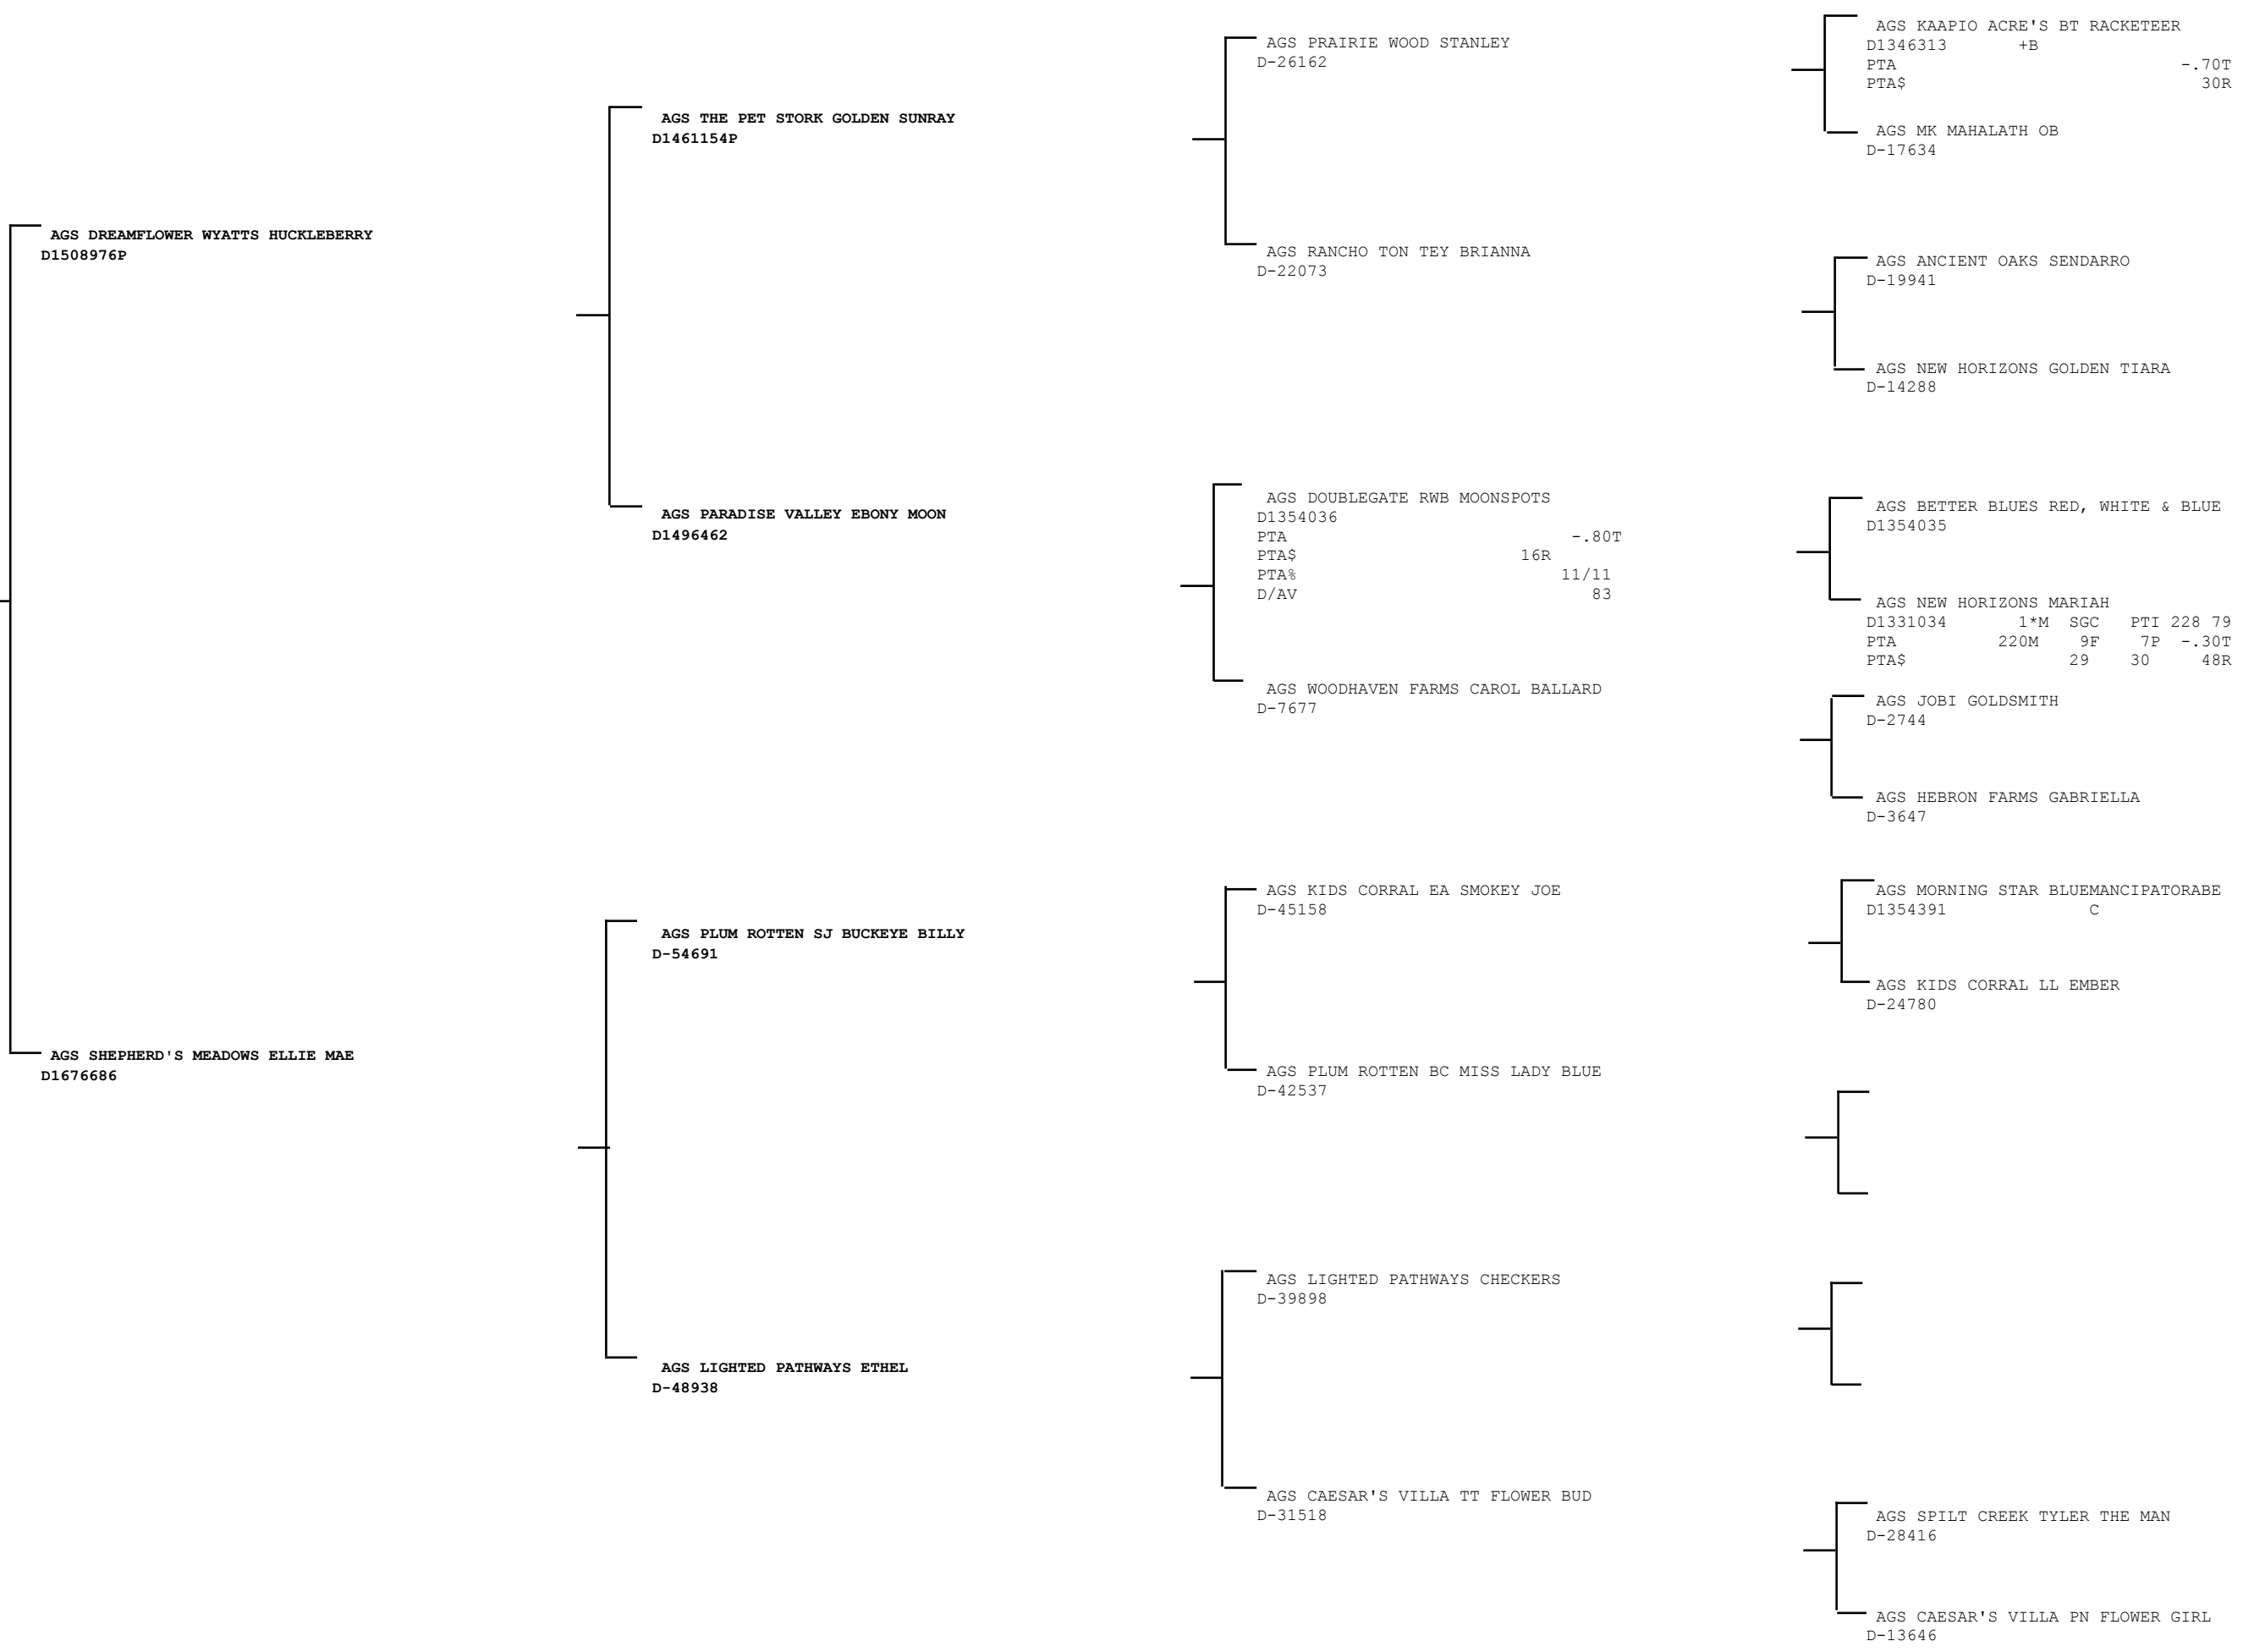 AGS DREAMFLOWER WYATTS HUCKLEBERRY
D1508976P
AGS SHEPHERD'S MEADOWS ELLIE MAE
D1676686
AGS THE PET STORK GOLDEN SUNRAY
D1461154P
AGS PARADISE VALLEY EBONY MOON
D1496462
AGS PLUM ROTTEN SJ BUCKEYE BILLY
D-54691
AGS LIGHTED PATHWAYS ETHEL
D-48938
AGS PRAIRIE WOOD STANLEY
D-26162
AGS RANCHO TON TEY BRIANNA
D-22073
AGS DOUBLEGATE RWB MOONSPOTS
D1354036
PTA -.80T
PTA$ 16R
PTA% 11/11
D/AV 83
AGS WOODHAVEN FARMS CAROL BALLARD
D-7677
AGS KIDS CORRAL EA SMOKEY JOE
D-45158
AGS PLUM ROTTEN BC MISS LADY BLUE
D-42537
AGS LIGHTED PATHWAYS CHECKERS
D-39898
AGS CAESAR'S VILLA TT FLOWER BUD
D-31518
AGS KAAPIO ACRE'S BT RACKETEER
D1346313 +B
PTA -.70T
PTA$ 30R
AGS MK MAHALATH OB
D-17634
AGS ANCIENT OAKS SENDARRO
D-19941
AGS NEW HORIZONS GOLDEN TIARA
D-14288
AGS BETTER BLUES RED, WHITE & BLUE
D1354035
AGS NEW HORIZONS MARIAH
D1331034 1*M SGC PTI 228 79
PTA 220M 9F 7P -.30T
PTA$ 29 30 48R
AGS JOBI GOLDSMITH
D-2744
AGS HEBRON FARMS GABRIELLA
D-3647
AGS MORNING STAR BLUEMANCIPATORABE
D1354391 C
AGS KIDS CORRAL LL EMBER
D-24780
AGS SPILT CREEK TYLER THE MAN
D-28416
AGS CAESAR'S VILLA PN FLOWER GIRL
D-13646